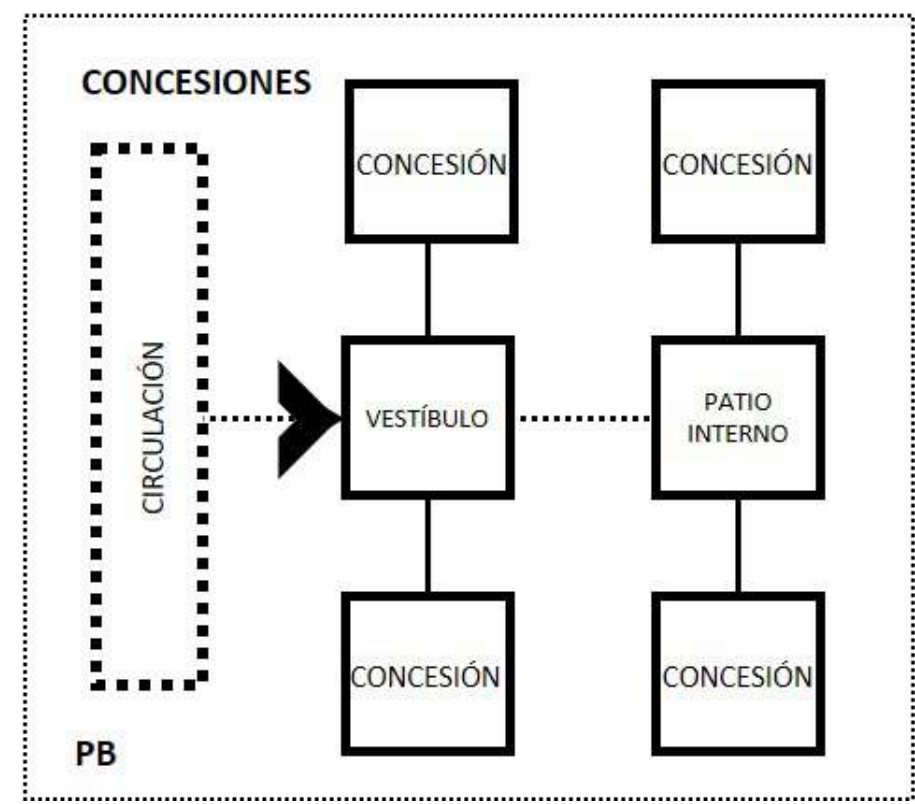 CONCESIONES
CONCESIÓN
CONCESIÓN
CIRCULACIÓN
VESTÍBULO
PATIO
INTERNO
CONCESIÓN
CONCESIÓN
PB